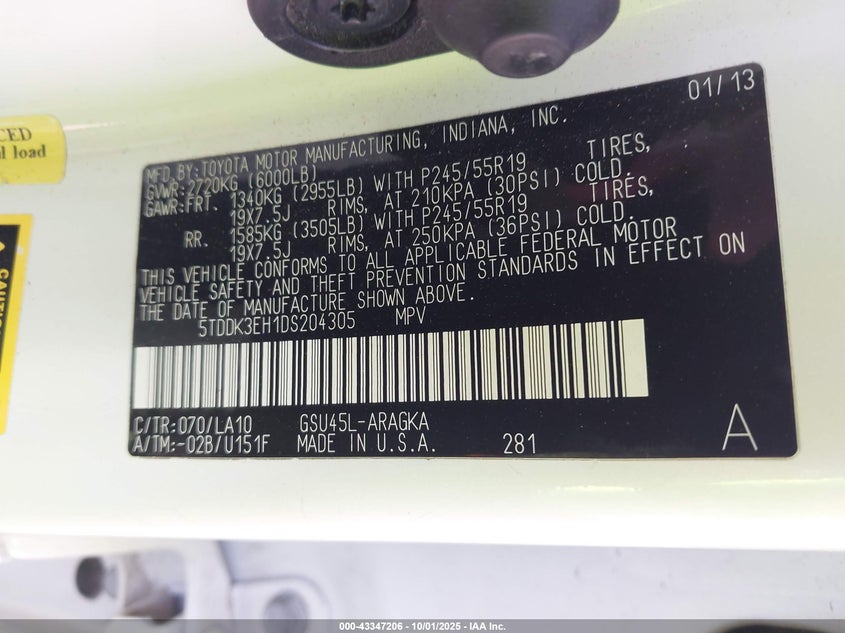 01/13
MFD.BY:TOYOTA MOTOR MANUFACTURING, INDIANA, INC.
GVWR:2720KG (6000LB)
GAWR:FRT. 1340KG (2955LB) WITH P245/55R19 TIRES,
19X7.5J RIMS, AT 210KPA (30PSI) COLD.
RR. 1585KG (3505LB) WITH P245/55R19 TIRES,
19X7.5J RIMS, AT 250KPA (36PSI) COLD.
THIS VEHICLE CONFORMS TO ALL APPLICABLE FEDERAL MOTOR
VEHICLE SAFETY AND THEFT PREVENTION STANDARDS IN EFFECT ON
THE DATE OF MANUFACTURE SHOWN ABOVE.
5TDDK3EH1DS204305 MPV
C/TR:070/LA10 GSU45L-ARAGKA
A/TM:-02B/U151F MADE IN U.S.A. 281
A
load
000-43347206 - 10/01/2025 - IAA Inc.